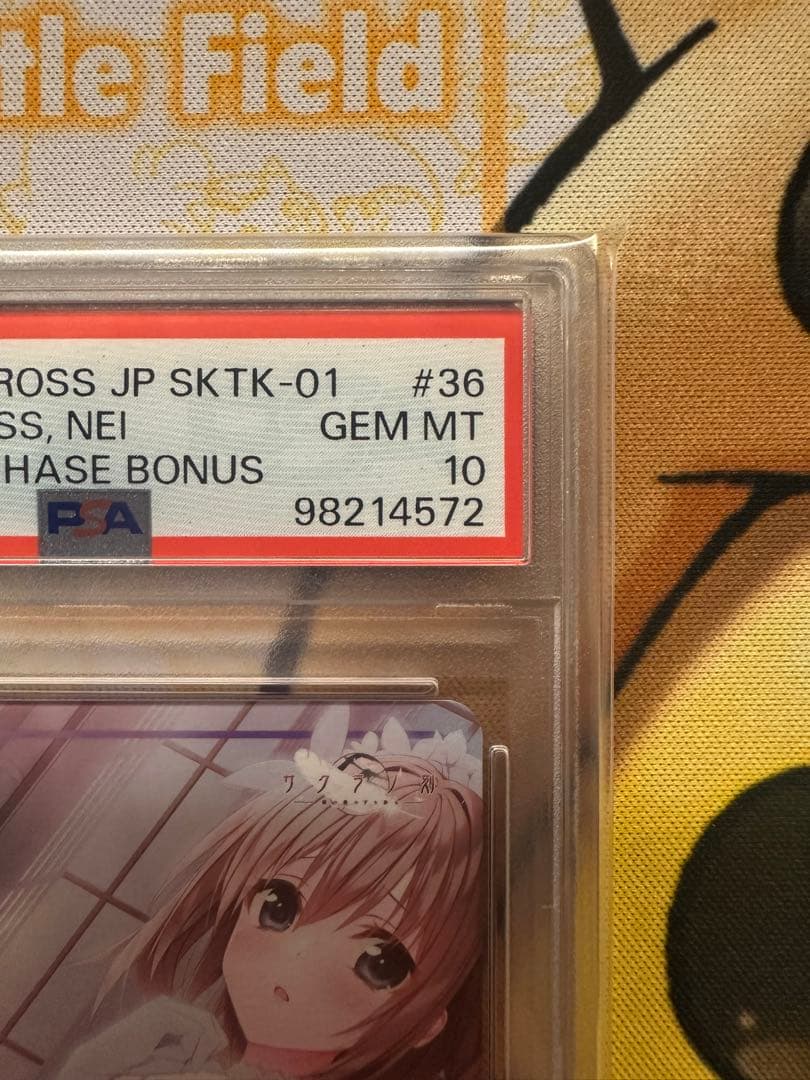 tle Field
ROSS JP SKTK-01 #36
SS, NEI GEM MT
HASE BONUS 10
PSA 98214572
サクラノ刻